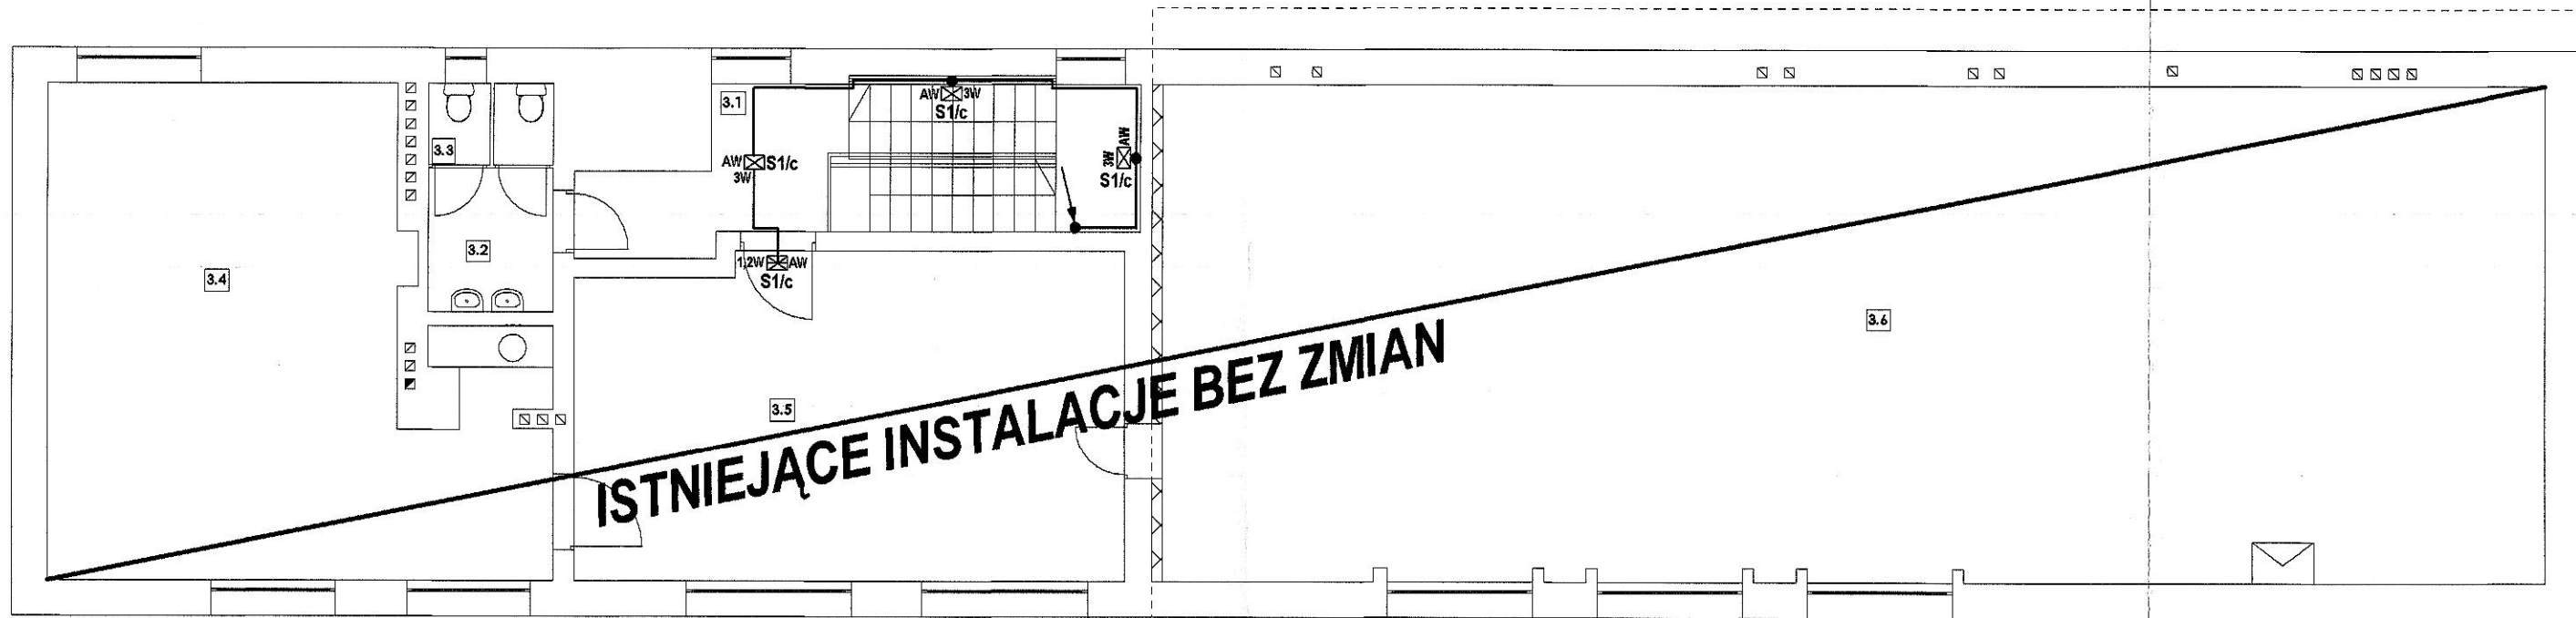 3.1
AW 3W
S1/c
3.3
AW S1/c
3W
3W AW
S1/c
3.2
1,2W AW
S1/c
3.4
3.6
3.5
ISTNIEJĄCE INSTALACJE BEZ ZMIAN